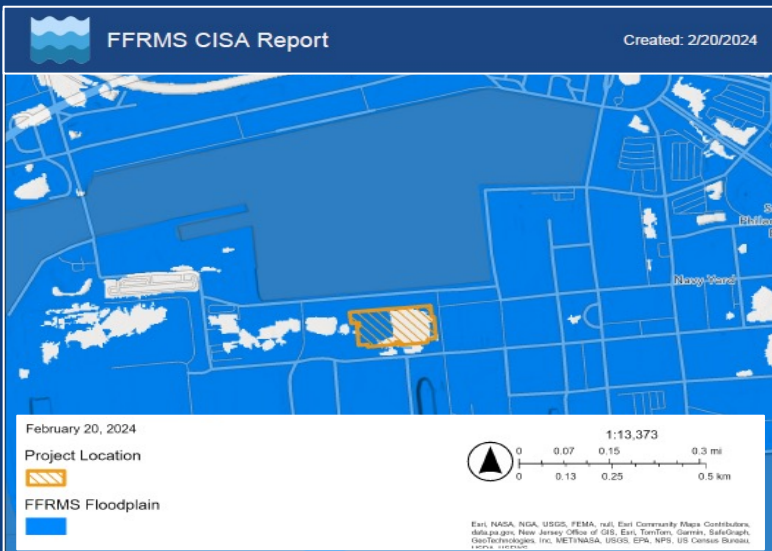 FFRMS CISA Report
Created: 2/20/2024
Navy Yard
February 20, 2024
Project Location
FFRMS Floodplain
1:13,373
0 0.07 0.15 0.3 mi
0 0.13 0.25 0.5 km
Esri, NASA, NGA, USGS, FEMA, null, Esri Community Maps Contributors,
data.pa.gov, New Jersey Office of GIS, Esri, TomTom, Garmin, SafeGraph,
GeoTechnologies, Inc, METI/NASA, USGS, EPA, NPS, US Census Bureau,